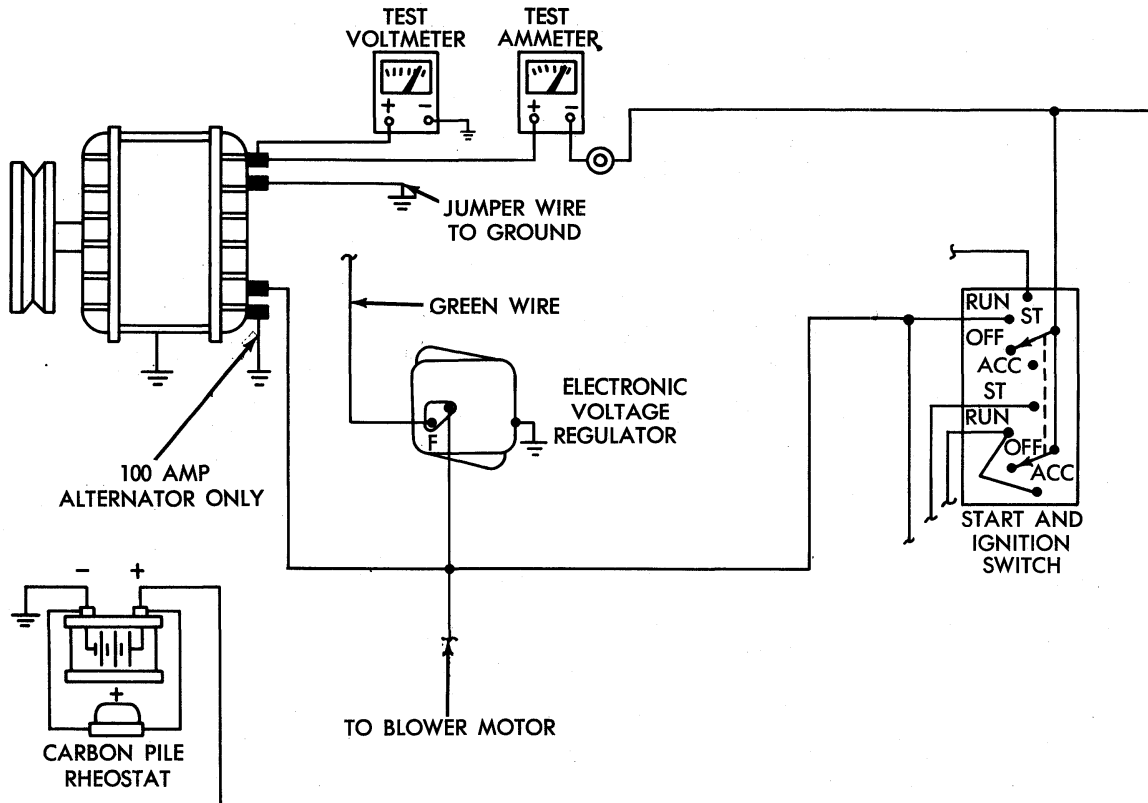 TEST
VOLTMETER
TEST
AMMETER
+ −
+ −
JUMPER WIRE
TO GROUND
GREEN WIRE
RUN
ST
OFF
ACC
ST
RUN
OFF
ACC
START AND
IGNITION
SWITCH
ELECTRONIC
VOLTAGE
REGULATOR
F
100 AMP
ALTERNATOR ONLY
− +
+
CARBON PILE
RHEOSTAT
TO BLOWER MOTOR